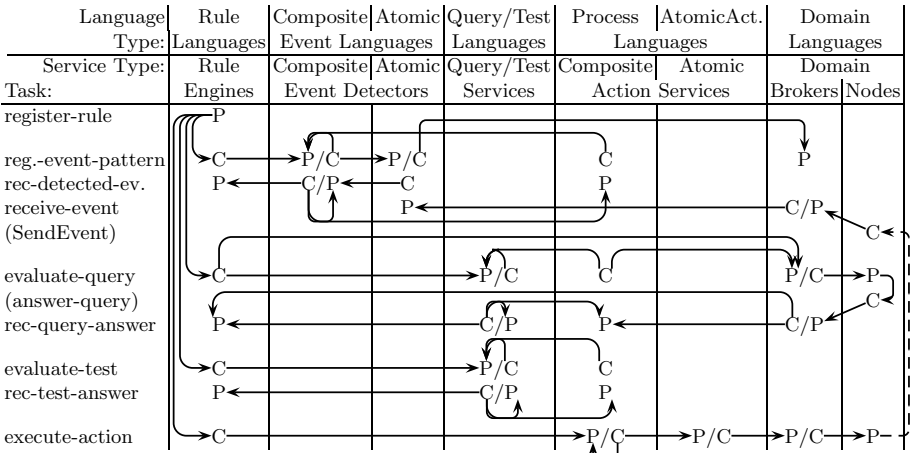 Language Rule Composite Atomic Query/Test Process AtomicAct. Domain
Type: Languages Event Languages Languages Languages Languages
Service Type: Rule Composite Atomic Query/Test Composite Atomic Domain
Task: Engines Event Detectors Services Action Services Brokers Nodes
register-rule P
reg.-event-pattern C P/C P/C C P
rec-detected-ev. P C/P C P
receive-event P C/P
(SendEvent) C
evaluate-query C P/C C P/C P
(answer-query) C
rec-query-answer P C/P P C/P
evaluate-test C P/C C
rec-test-answer P C/P P
execute-action C P/C P/C P/C P